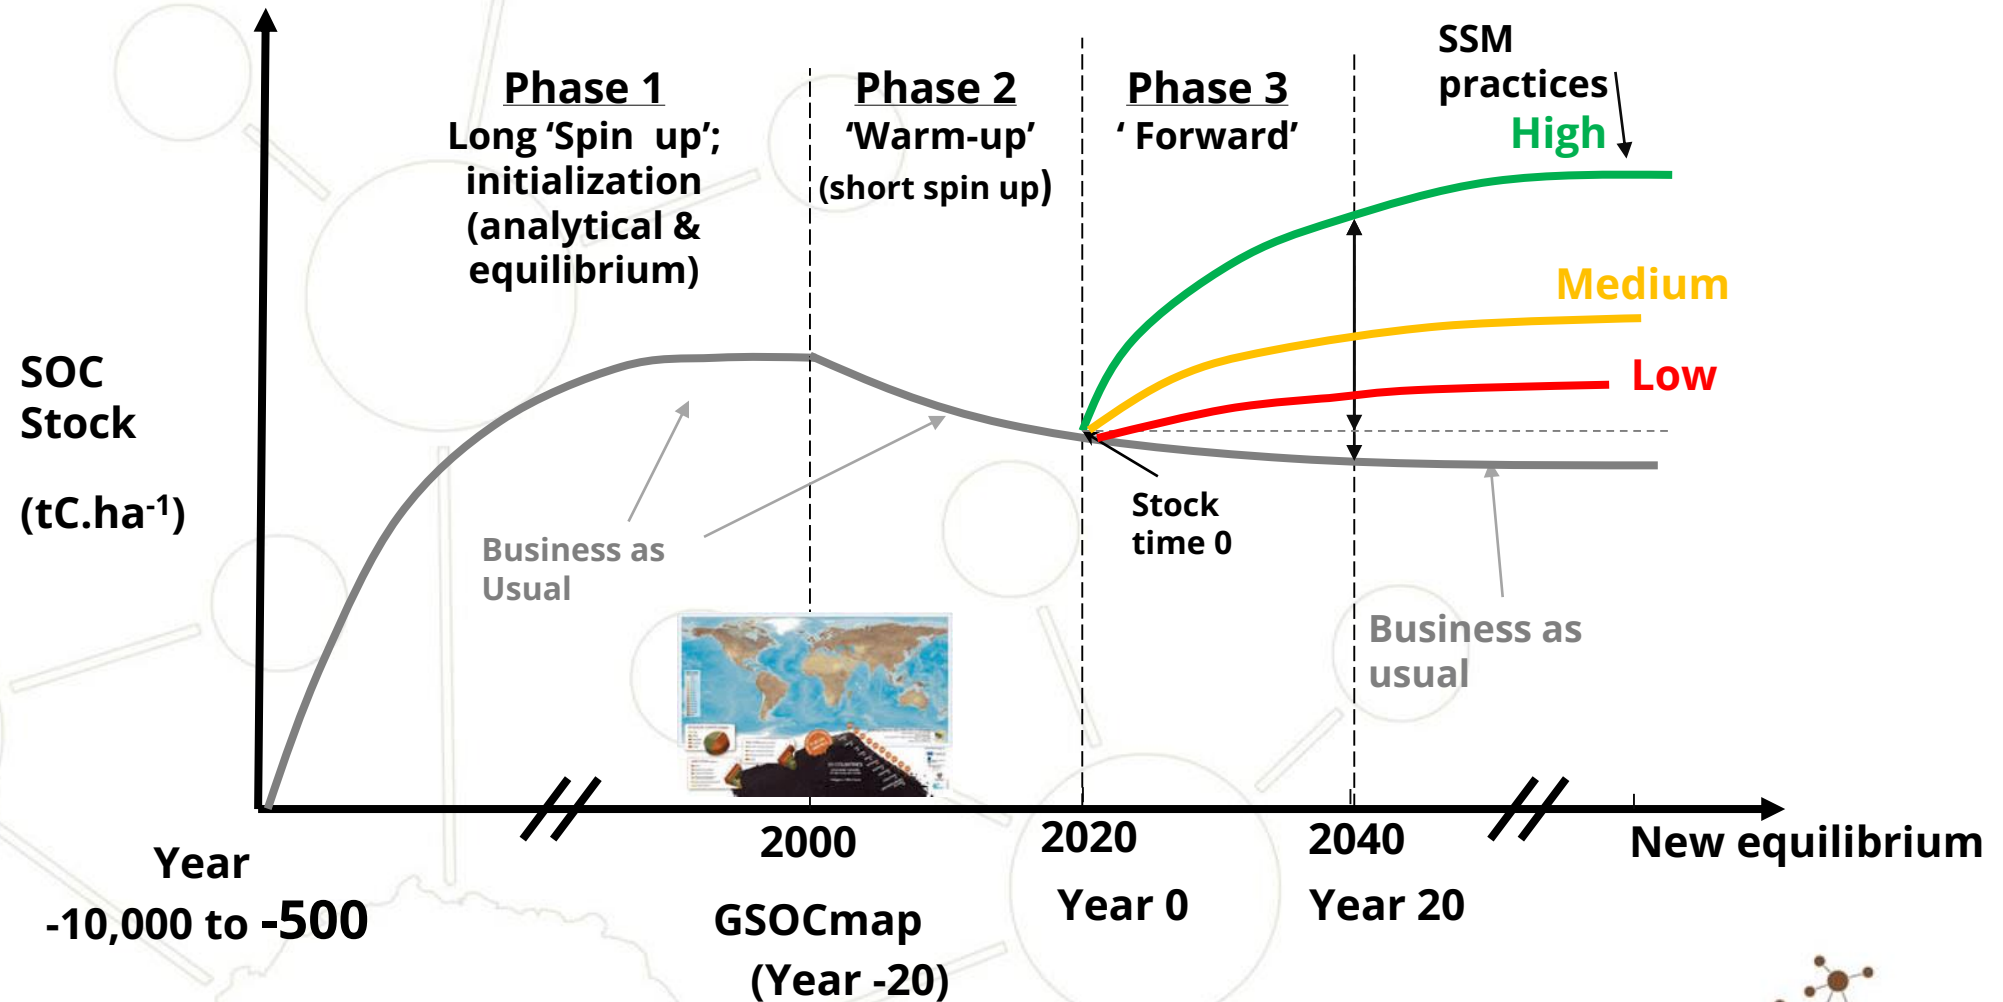 Phase 1
Long ‘Spin up’;
initialization
(analytical &
equilibrium)
Phase 2
‘Warm-up’
(short spin up)
Phase 3
‘ Forward’
SSM
practices
High
Medium
Low
SOC
Stock
(tC.ha-1)
Business as
Usual
Stock
time 0
Business as
usual
2000
2020
2040
New equilibrium
Year
-10,000 to -500
GSOCmap
(Year -20)
Year 0
Year 20